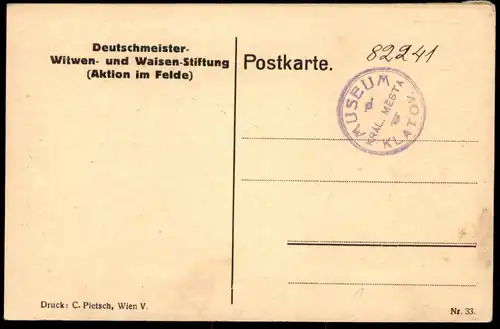 Deutschmeister-
Witwen- und Waisen-Stiftung
(Aktion im Felde)
Postkarte.
82241
MUSEUM
KRÁL. MĚSTA
KLATOV.
Druck: C. Pietsch, Wien V.
Nr. 33.